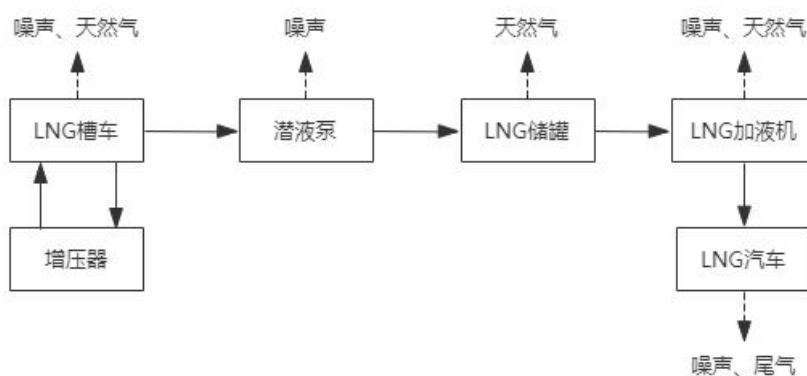 噪声、天然气
噪声
天然气
噪声、天然气
LNG槽车
潜液泵
LNG储罐
LNG加液机
增压器
LNG汽车
噪声、尾气